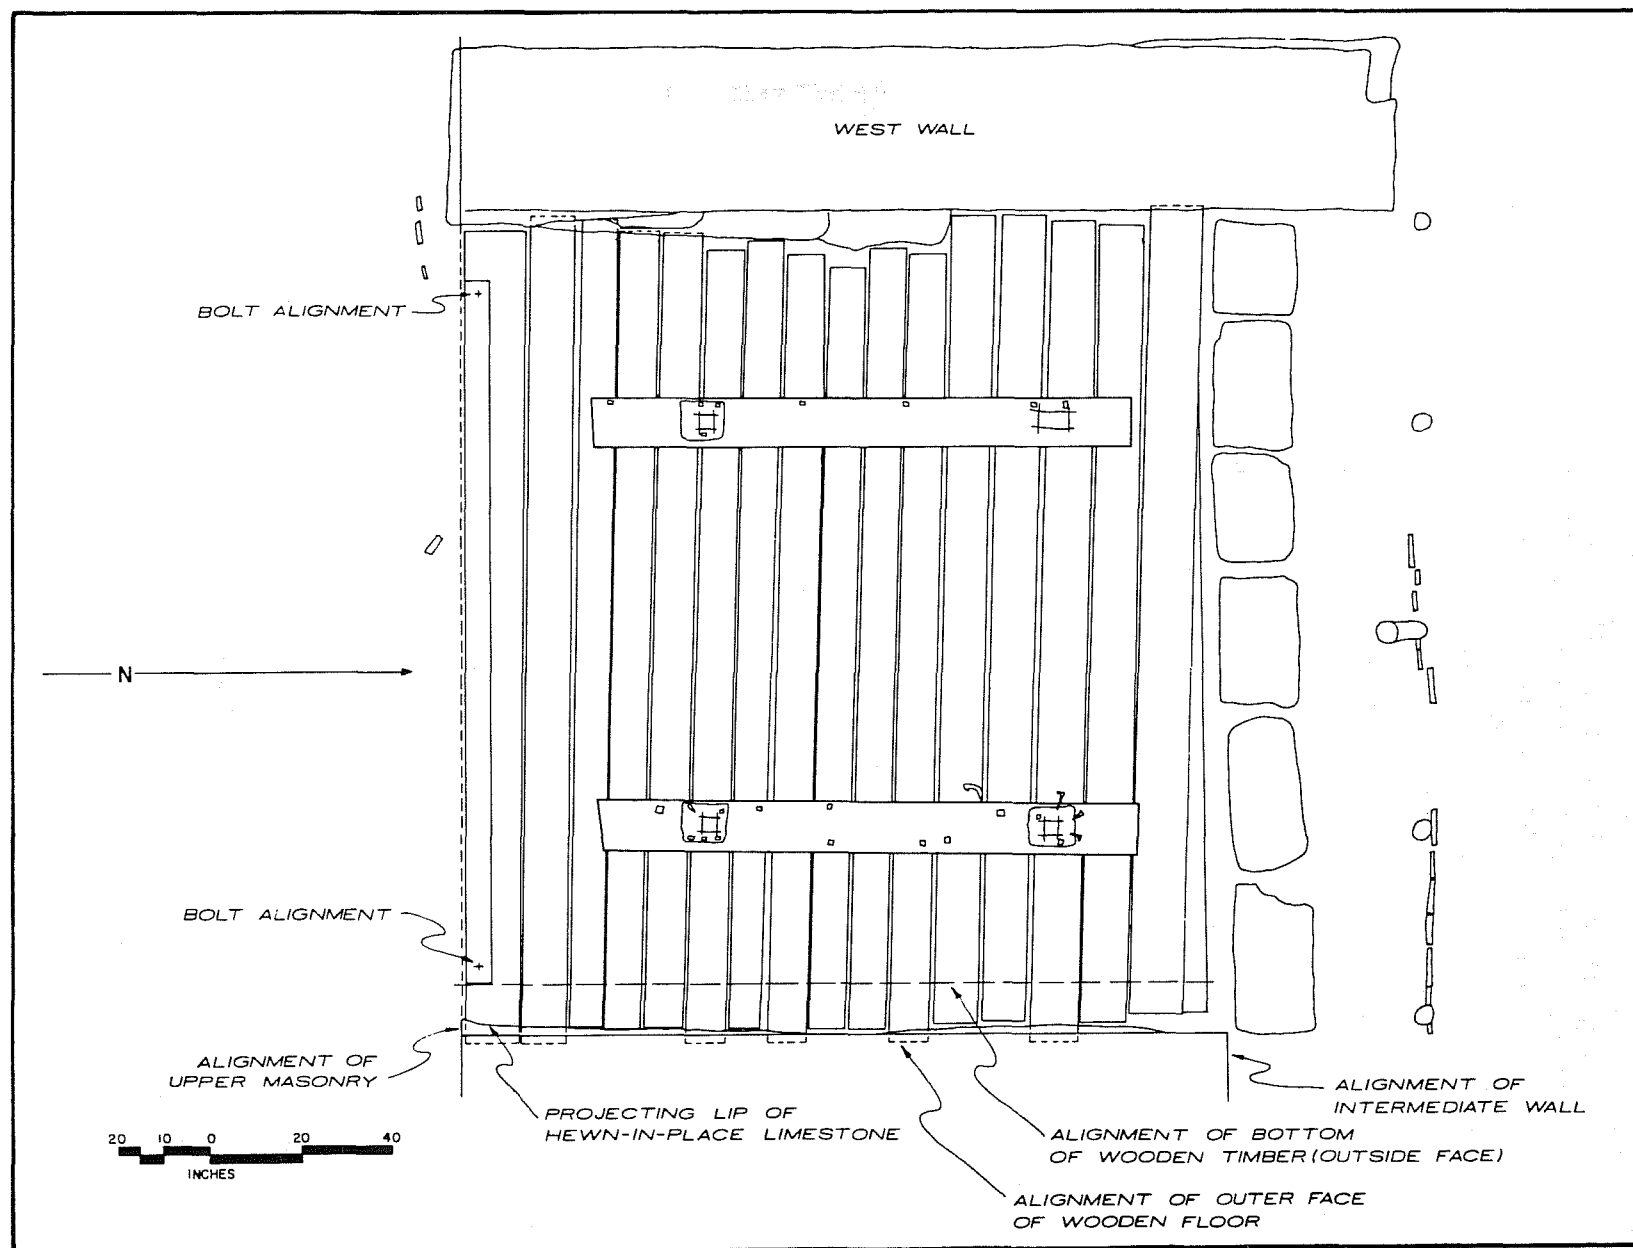 WEST WALL
BOLT ALIGNMENT
N
BOLT ALIGNMENT
ALIGNMENT OF
UPPER MASONRY
PROJECTING LIP OF
HEWN-IN-PLACE LIMESTONE
ALIGNMENT OF
INTERMEDIATE WALL
ALIGNMENT OF BOTTOM
OF WOODEN TIMBER (OUTSIDE FACE)
ALIGNMENT OF OUTER FACE
OF WOODEN FLOOR
20 10 0 20 40
INCHES